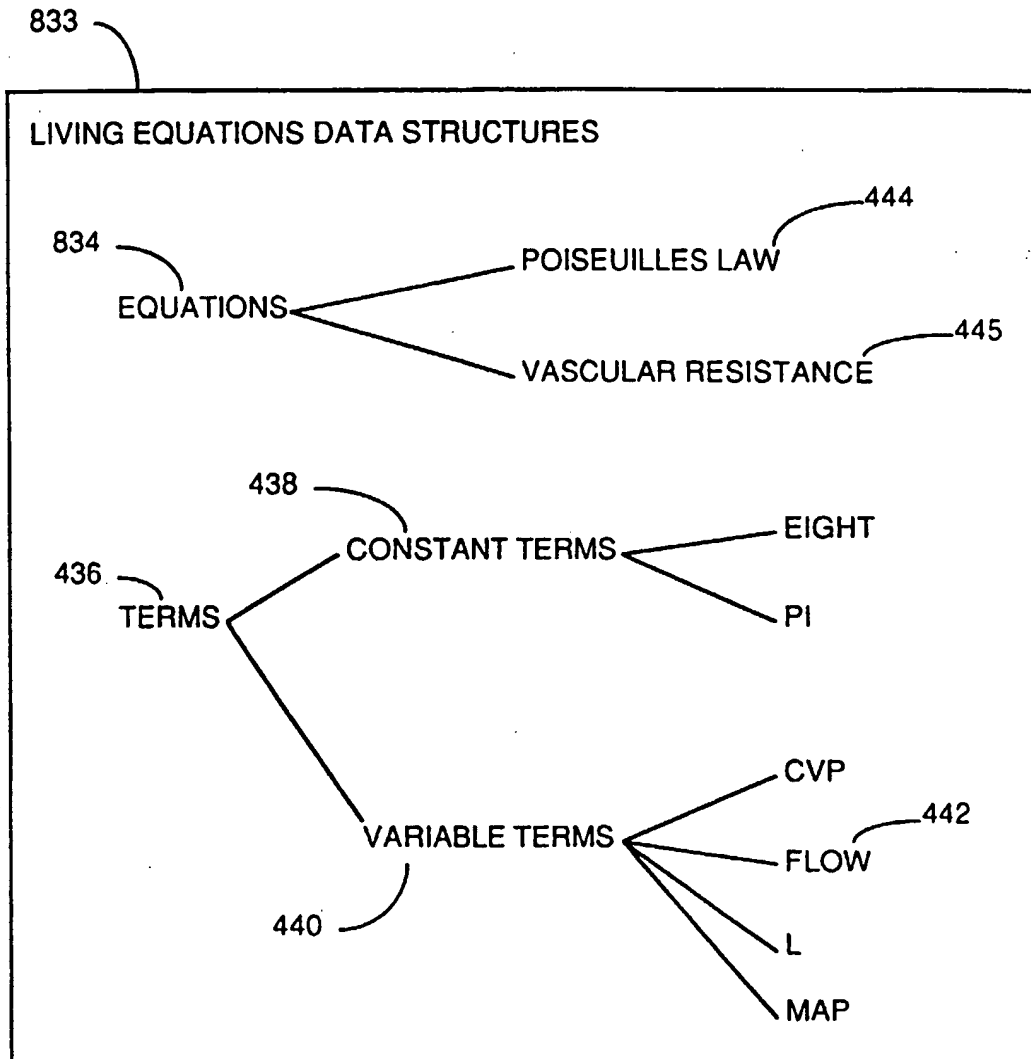 833
LIVING EQUATIONS DATA STRUCTURES
444
834
POISEUILLES LAW
EQUATIONS
445
VASCULAR RESISTANCE
438
EIGHT
CONSTANT TERMS
436
TERMS
PI
CVP
442
VARIABLE TERMS
FLOW
440
L
MAP